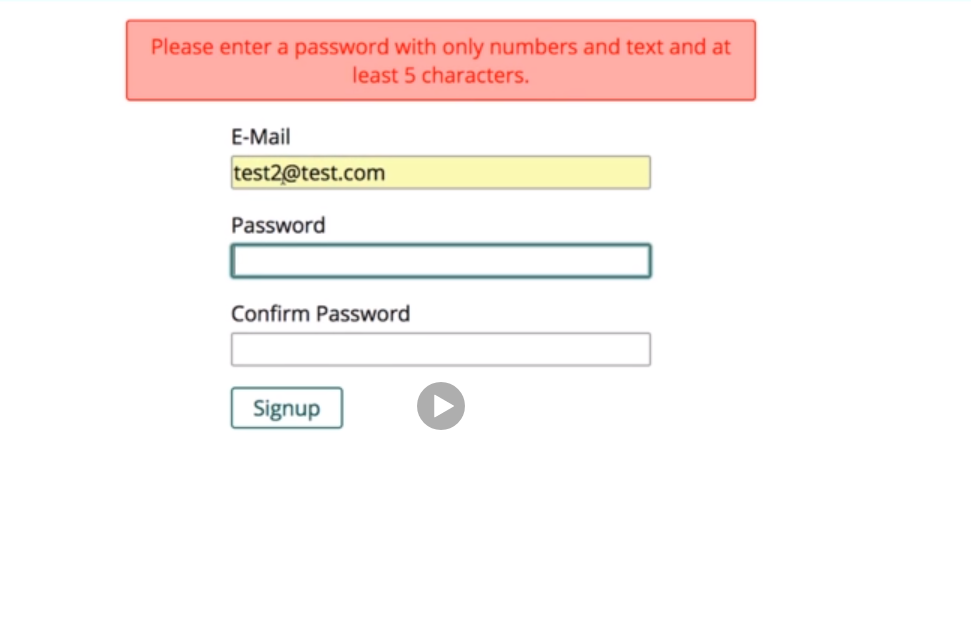 Please enter a password with only numbers and text and at
least 5 characters.
E-Mail
test2@test.com
Password
Confirm Password
Signup